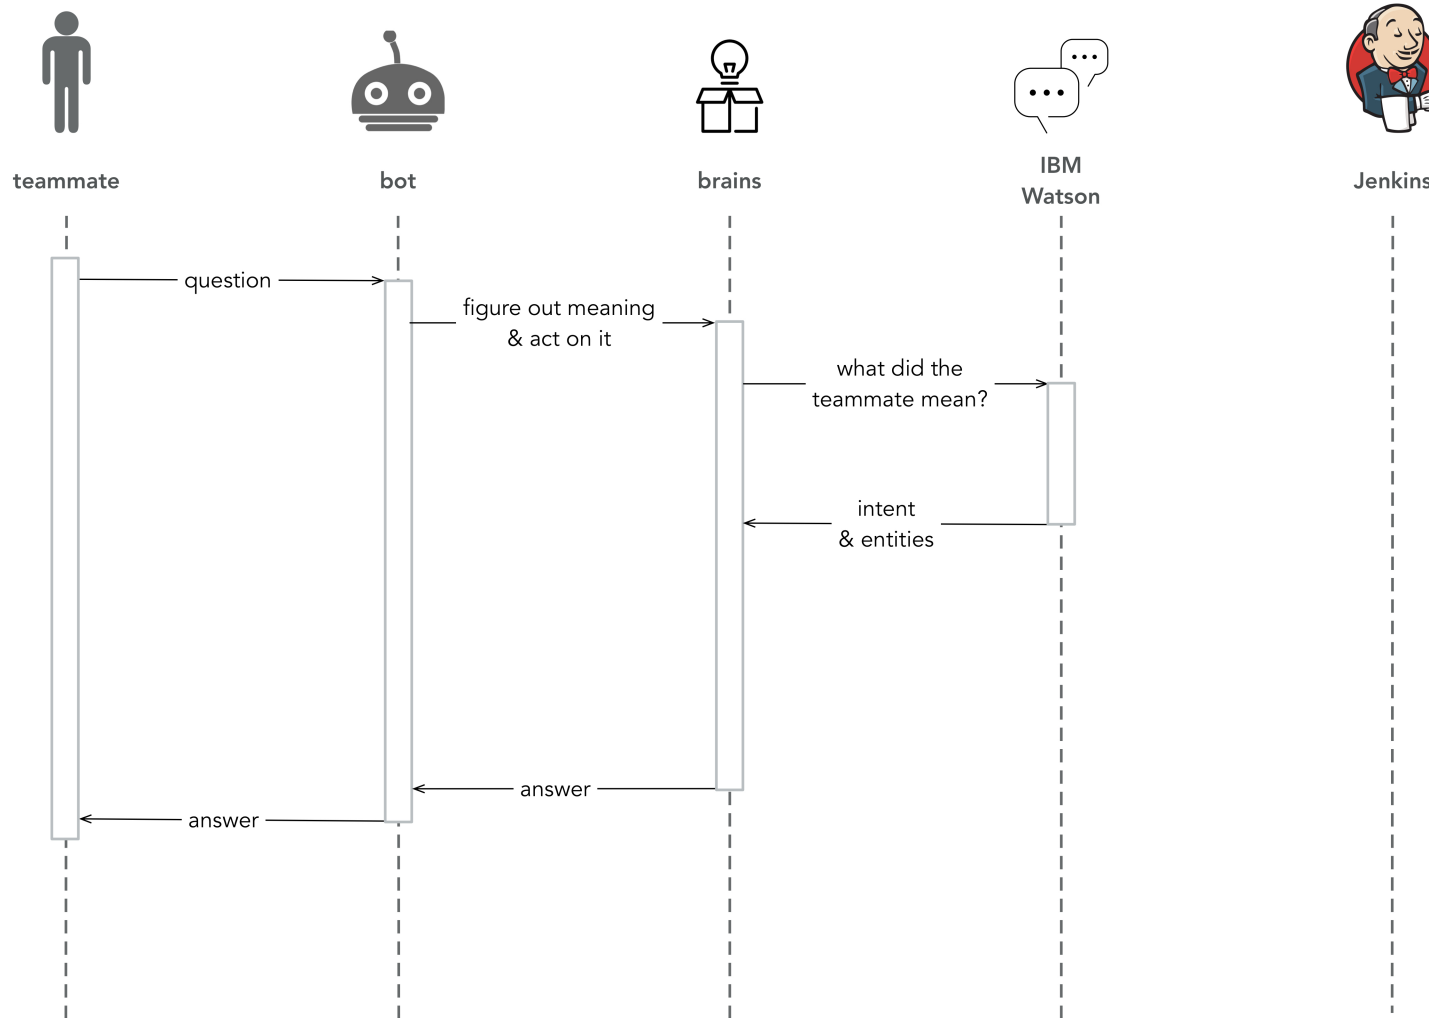 teammate
bot
brains
IBM
Watson
Jenkins
question
figure out meaning
& act on it
what did the
teammate mean?
intent
& entities
answer
answer